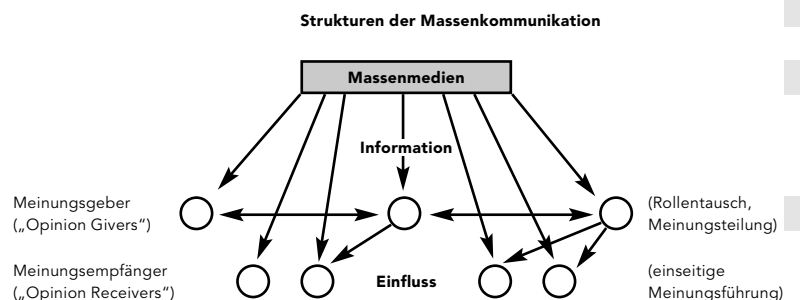 Strukturen der Massenkommunikation
Massenmedien
Information
Meinungsgeber
(„Opinion Givers“)
(Rollentausch,
Meinungsteilung)
Meinungsempfänger
(„Opinion Receivers“)
Einfluss
(einseitige
Meinungsführung)